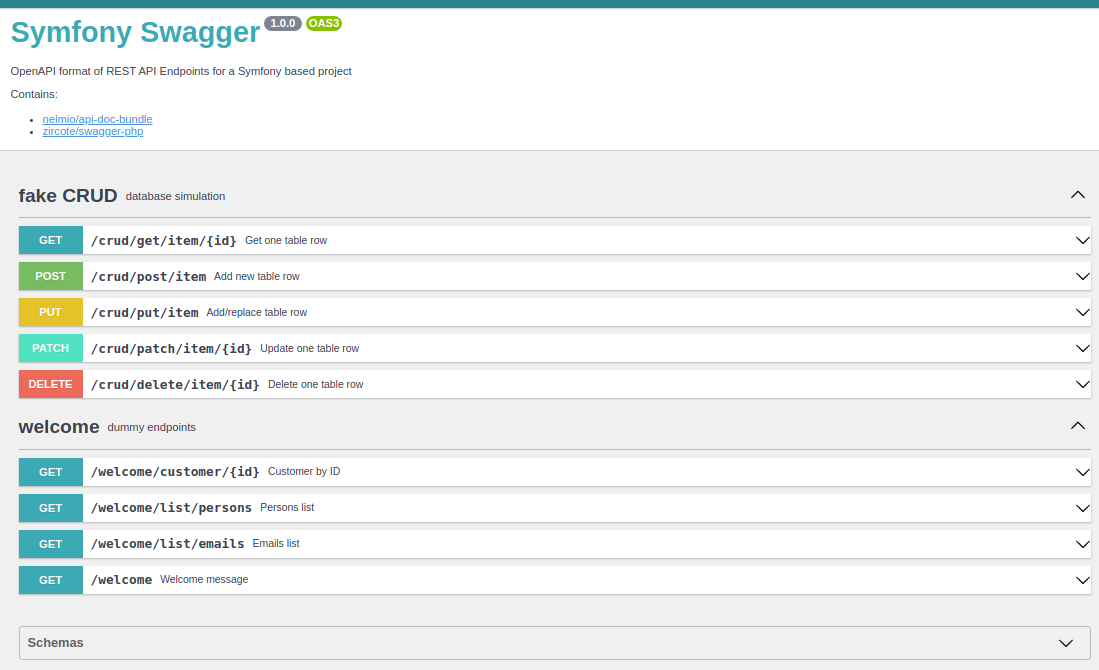 Symfony Swagger 1.0.0 OAS3
OpenAPI format of REST API Endpoints for a Symfony based project
Contains:
nelmio/api-doc-bundle
zircote/swagger-php
fake CRUD database simulation
GET /crud/get/item/{id} Get one table row
POST /crud/post/item Add new table row
PUT /crud/put/item Add/replace table row
PATCH /crud/patch/item/{id} Update one table row
DELETE /crud/delete/item/{id} Delete one table row
welcome dummy endpoints
GET /welcome/customer/{id} Customer by ID
GET /welcome/list/persons Persons list
GET /welcome/list/emails Emails list
GET /welcome Welcome message
Schemas